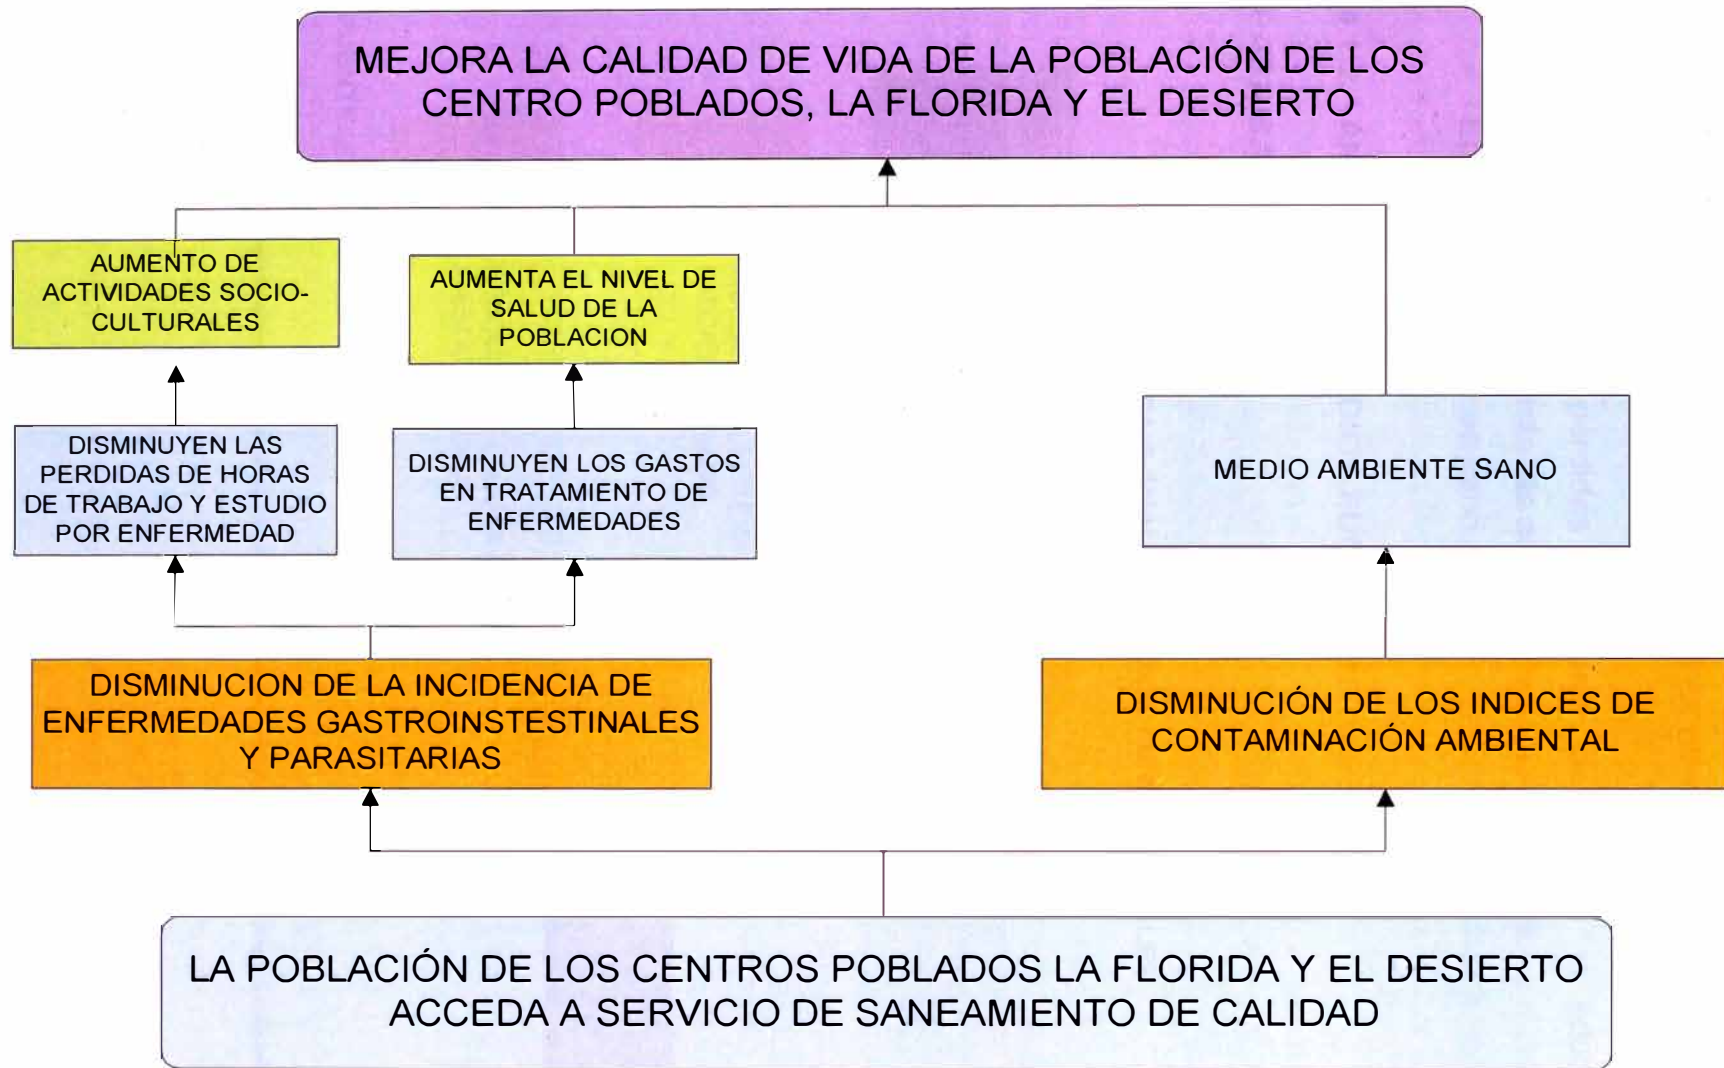 MEJORA LA CALIDAD DE VIDA DE LA POBLACIÓN DE LOS
CENTRO POBLADOS, LA FLORIDA Y EL DESIERTO
AUMENTO DE
ACTIVIDADES SOCIO-
CULTURALES
AUMENTA EL NIVEL DE
SALUD DE LA
POBLACION
DISMINUYEN LAS
PERDIDAS DE HORAS
DE TRABAJO Y ESTUDIO
POR ENFERMEDAD
DISMINUYEN LOS GASTOS
EN TRATAMIENTO DE
ENFERMEDADES
MEDIO AMBIENTE SANO
DISMINUCION DE LA INCIDENCIA DE
ENFERMEDADES GASTROINSTESTINALES
Y PARASITARIAS
DISMINUCIÓN DE LOS INDICES DE
CONTAMINACIÓN AMBIENTAL
LA POBLACIÓN DE LOS CENTROS POBLADOS LA FLORIDA Y EL DESIERTO
ACCEDA A SERVICIO DE SANEAMIENTO DE CALIDAD